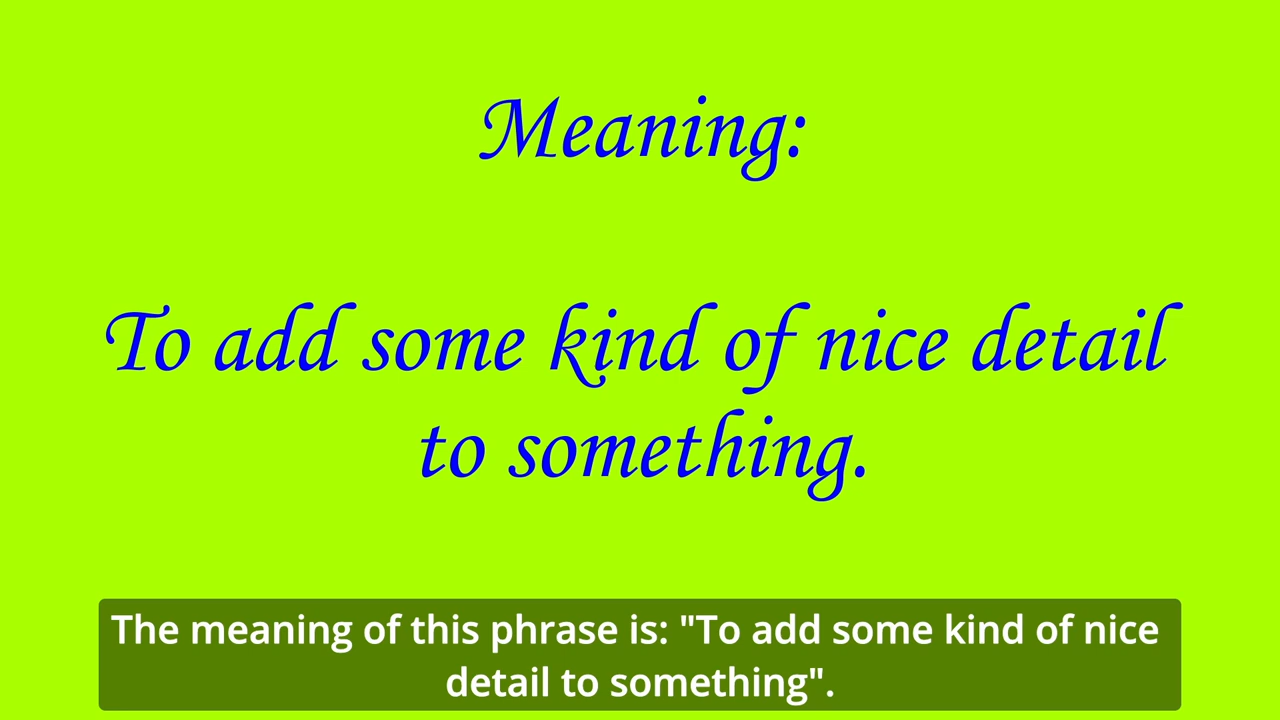 Meaning:
To add some kind of nice detail
to something.
The meaning of this phrase is: "To add some kind of nice
detail to something".